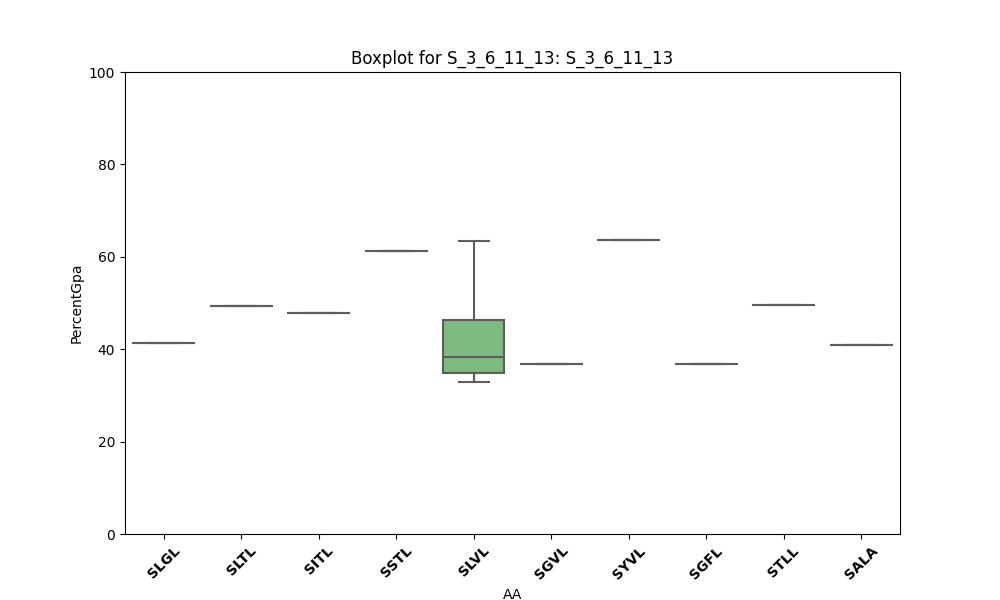 Boxplot for S_3_6_11_13: S_3_6_11_13
100
80
60
40
20
0
PercentGpa
SLGL
SLTL
SITL
SSTL
SLVL
SGVL
SYVL
SGFL
STLL
SALA
AA